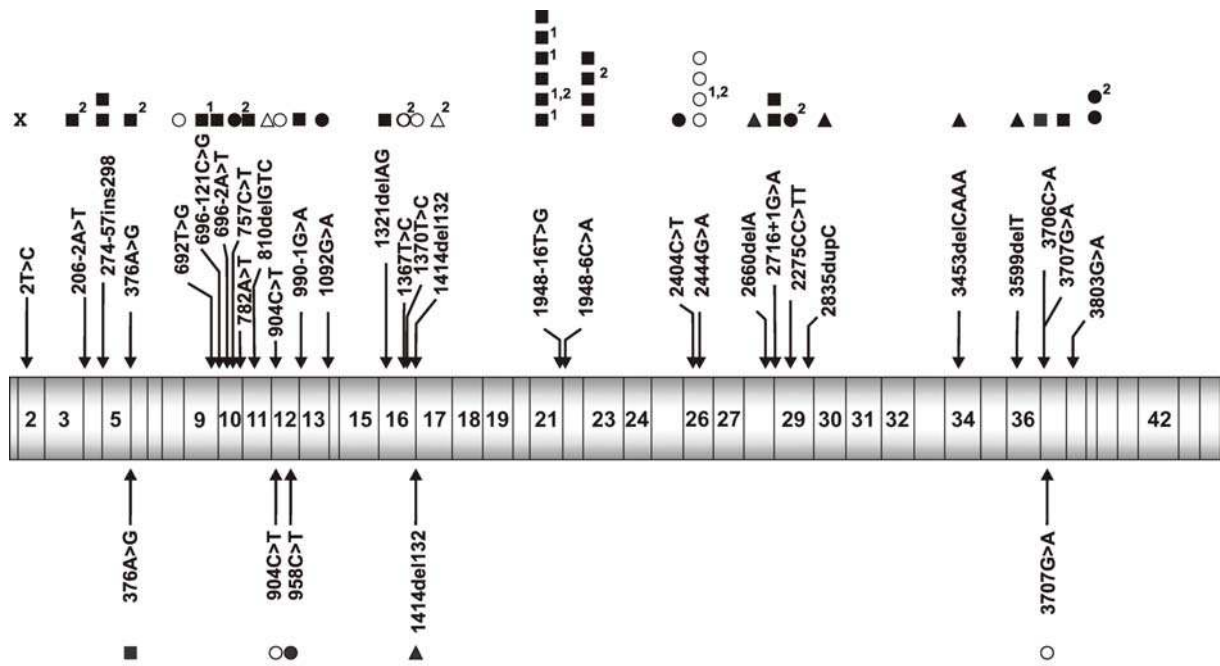 1
1
1,2
1
2
1,2
X
2
2
1
2
2
2
2
2
2T>C
206-2A>T
274-57ins298
376A>G
692T>G
696-121C>G
696-2A>T
757C>T
782A>T
810delGTC
904C>T
990-1G>A
1092G>A
1321delAG
1367T>C
1370T>C
1414del132
1948-16T>G
1948-6C>A
2404C>T
2444G>A
2660delA
2716+1G>A
2275CC>TT
2835dupC
3453delCAAA
3599delT
3706C>A
3707G>A
3803G>A
2 3 5 9 10 11 12 13 15 16 17 18 19 21 23 24 26 27 29 30 31 32 34 36 42
376A>G
904C>T
958C>T
1414del132
3707G>A